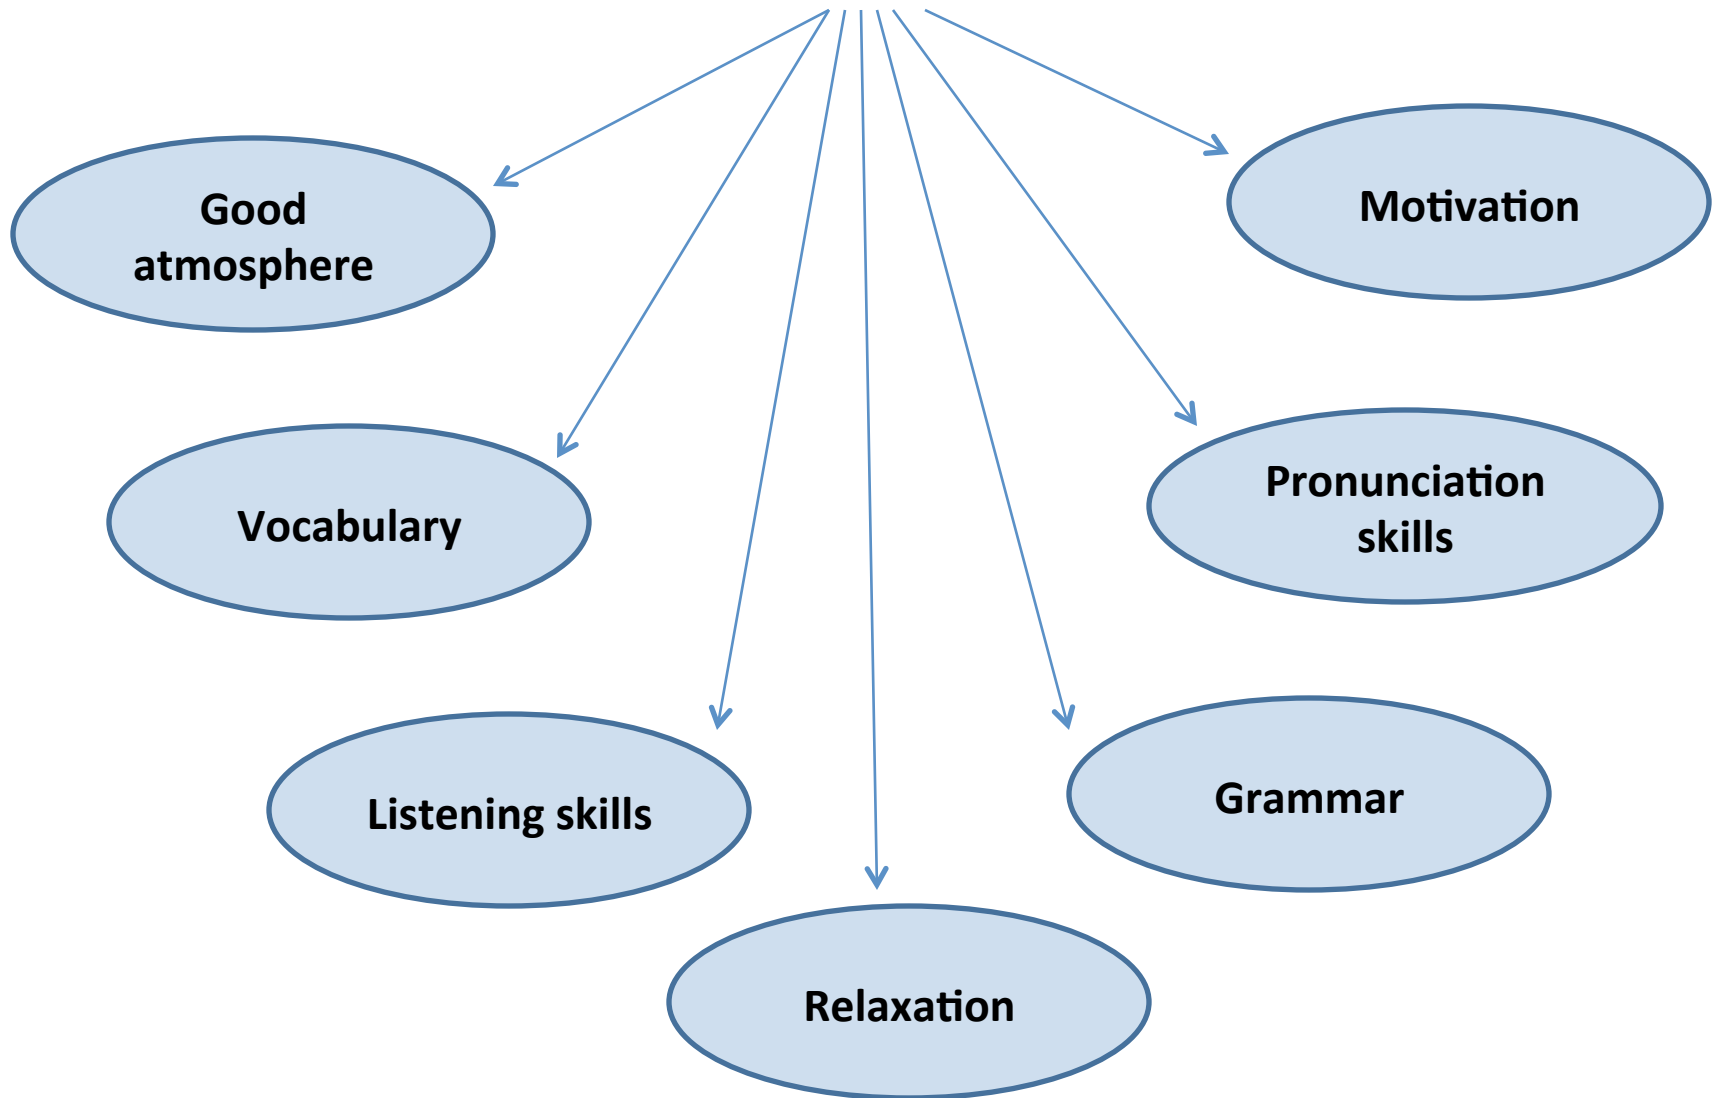 Good
atmosphere
Motivation
Vocabulary
Pronunciation
skills
Listening skills
Grammar
Relaxation